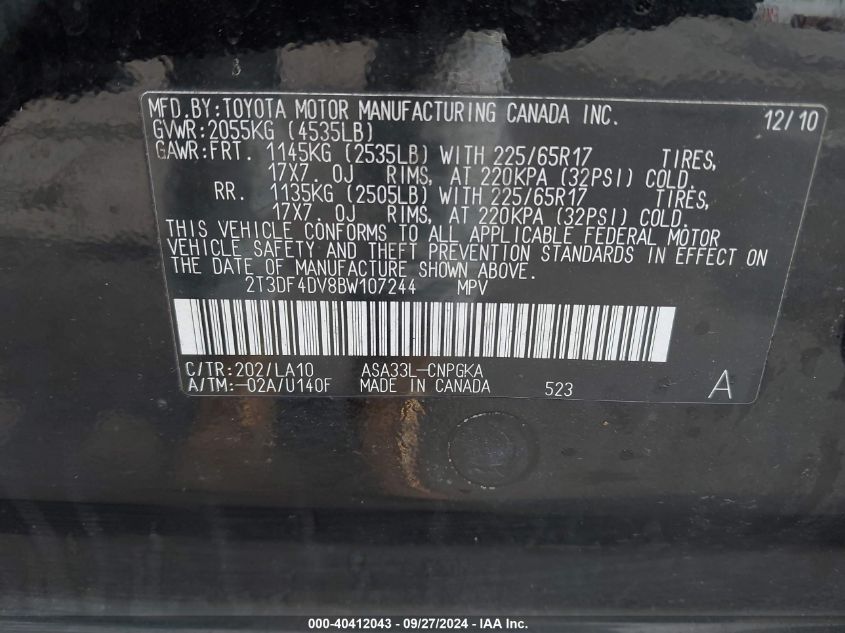 MFD.BY:TOYOTA MOTOR MANUFACTURING CANADA INC. 12/10
GVWR:2055KG (4535LB)
GAWR:FRT. 1145KG (2535LB) WITH 225/65R17 TIRES,
17X7. 0J RIMS, AT 220KPA (32PSI) COLD.
RR. 1135KG (2505LB) WITH 225/65R17 TIRES,
17X7. 0J RIMS, AT 220KPA (32PSI) COLD.
THIS VEHICLE CONFORMS TO ALL APPLICABLE FEDERAL MOTOR
VEHICLE SAFETY AND THEFT PREVENTION STANDARDS IN EFFECT ON
THE DATE OF MANUFACTURE SHOWN ABOVE.
2T3DF4DV8BW107244 MPV
C/TR:202/LA10 ASA33L-CNPGKA
A/TM:-02A/U140F MADE IN CANADA 523 A
000-40412043 - 09/27/2024 - IAA Inc.